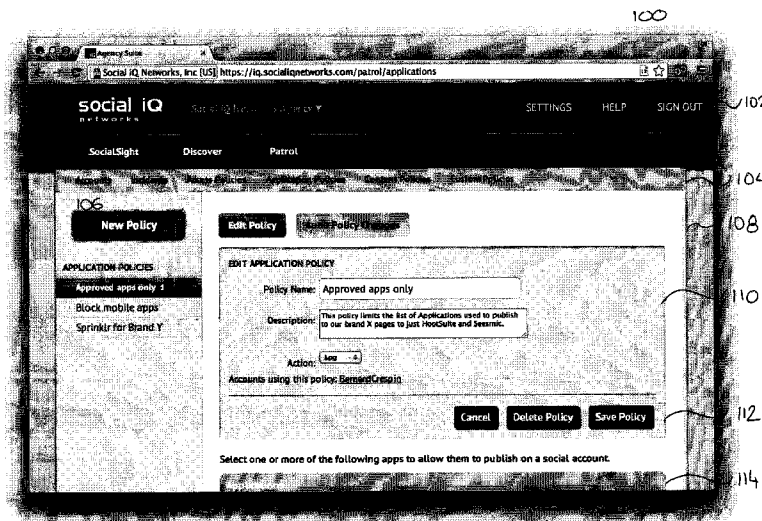 100
Agency Suite
Social iQ Networks, Inc [US] https://iq.socialiqnetworks.com/patrol/applications
social iQ
networks
SETTINGS HELP SIGN OUT
102
SocialSight Discover Patrol
104
106
New Policy
Edit Policy
108
APPLICATION POLICIES
Approved apps only
Block mobile apps
Sprinklr for Brand Y
EDIT APPLICATION POLICY
Policy Name: Approved apps only
110
Description: This policy limits the list of Applications used to publish
to our brand X pages to just HootSuite and Seesmic.
Action: Log
Accounts using this policy: BernardCrespin
Cancel Delete Policy Save Policy
112
Select one or more of the following apps to allow them to publish on a social account.
114